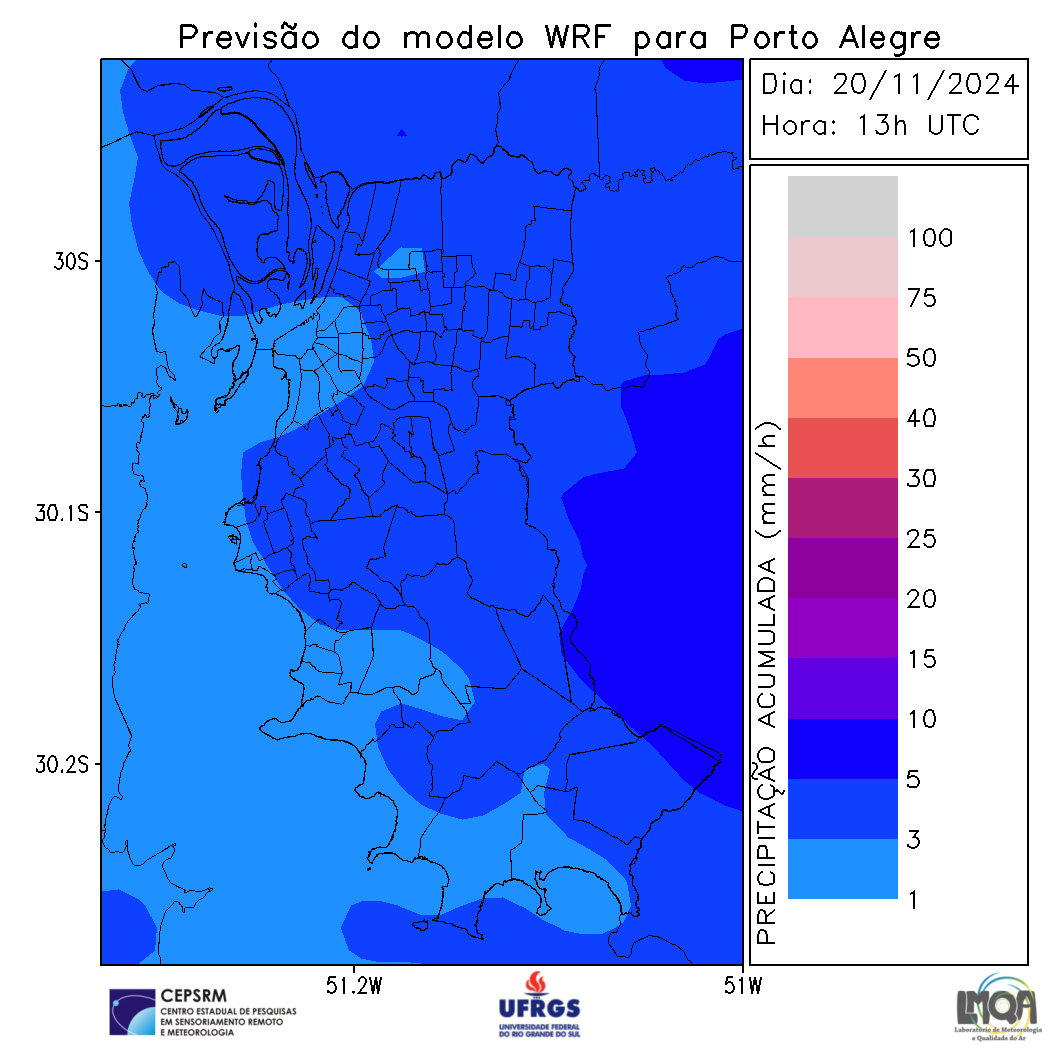 Previsão do modelo WRF para Porto Alegre
Dia: 20/11/2024
Hora: 13h UTC
100
75
50
40
30
25
20
15
10
5
3
1
PRECIPITAÇÃO ACUMULADA (mm/h)
30S
30.1S
30.2S
51.2W
51W
CEPSRM
CENTRO ESTADUAL DE PESQUISAS
EM SENSORIAMENTO REMOTO
E METEOROLOGIA
UFRGS
UNIVERSIDADE FEDERAL
DO RIO GRANDE DO SUL
LMQA
Laboratório de Meteorologia
e Qualidade do Ar